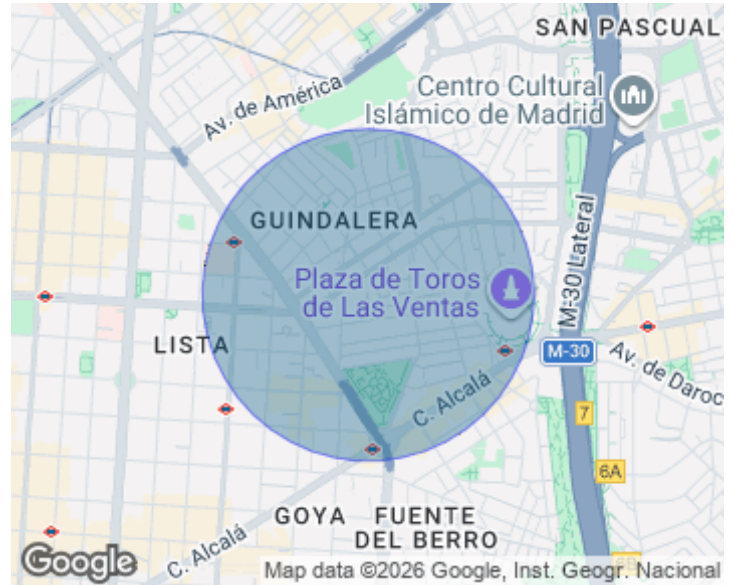 SAN PASCUAL
Centro Cultural
Islámico de Madrid
Av. de América
GUINDALERA
M-30 Lateral
Plaza de Toros
de Las Ventas
LISTA
M-30
Av. de Daroc
C. Alcalá
7
6A
GOYA
FUENTE
DEL BERRO
C. Alcalá
Google
Map data ©2026 Google, Inst. Geogr. Nacional